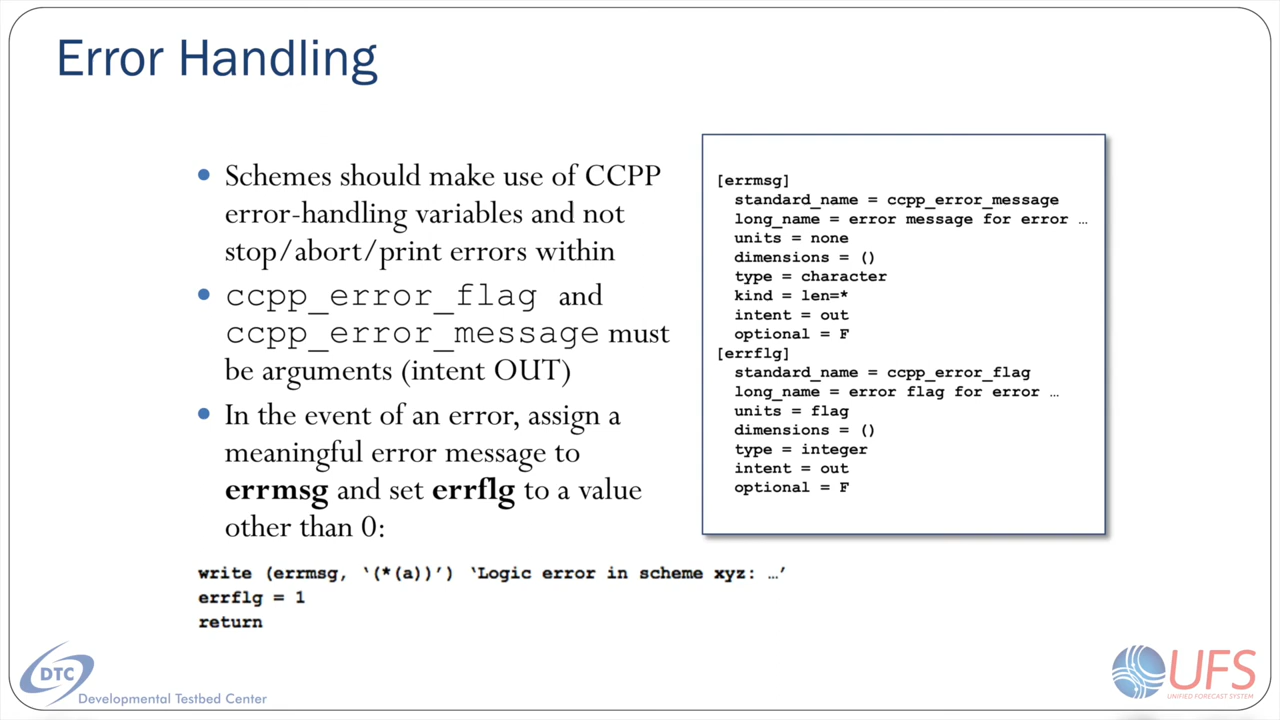 Error Handling
• Schemes should make use of CCPP
error-handling variables and not
stop/abort/print errors within
• ccpp_error_flag and
ccpp_error_message must
be arguments (intent OUT)
• In the event of an error, assign a
meaningful error message to
errmsg and set errflg to a value
other than 0:
write (errmsg, ‘(*(a))’) ‘Logic error in scheme xyz: …’
errflg = 1
return
[errmsg]
standard_name = ccpp_error_message
long_name = error message for error …
units = none
dimensions = ()
type = character
kind = len=*
intent = out
optional = F
[errflg]
standard_name = ccpp_error_flag
long_name = error flag for error …
units = flag
dimensions = ()
type = integer
intent = out
optional = F
DTC
Developmental Testbed Center
UFS
UNIFIED FORECAST SYSTEM